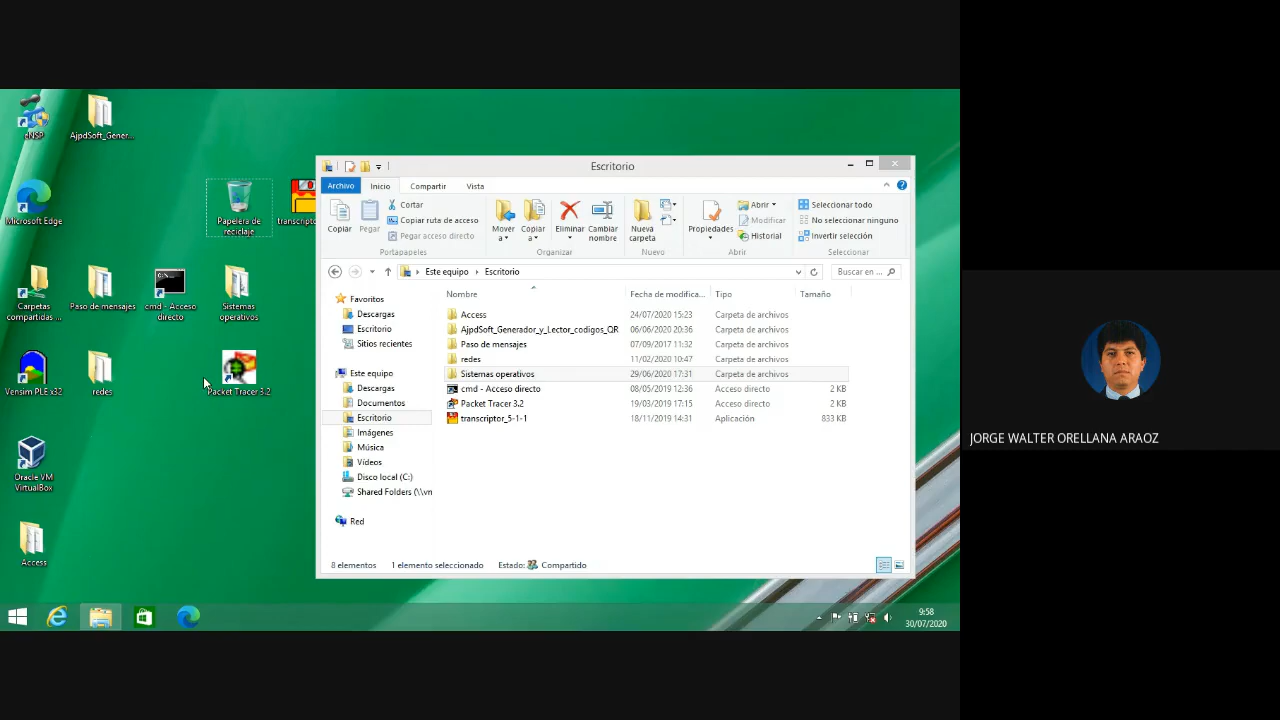 eNSP
AjpdSoft_Gener...
Microsoft Edge
Papelera de
reciclaje
transcripto
Carpetas
compartidas ...
Paso de mensajes
cmd - Acceso
directo
Sistemas
operativos
Vensim PLE x32
redes
Packet Tracer 3.2
Oracle VM
VirtualBox
Access
Escritorio
Archivo Inicio Compartir Vista
Copiar
Pegar
Cortar
Copiar ruta de acceso
Pegar acceso directo
Portapapeles
Mover
a
Copiar
a
Eliminar
Cambiar
nombre
Organizar
Nueva
carpeta
Nuevo
Propiedades
Abrir
Modificar
Historial
Abrir
Seleccionar todo
No seleccionar ninguno
Invertir selección
Seleccionar
Este equipo Escritorio
Buscar en ...
Favoritos
Descargas
Escritorio
Sitios recientes
Este equipo
Descargas
Documentos
Escritorio
Imágenes
Música
Vídeos
Disco local (C:)
Shared Folders (\\vn
Red
Nombre Fecha de modifica... Tipo Tamaño
Access 24/07/2020 15:23 Carpeta de archivos
AjpdSoft_Generador_y_Lector_codigos_QR 06/06/2020 20:36 Carpeta de archivos
Paso de mensajes 07/09/2017 11:32 Carpeta de archivos
redes 11/02/2020 10:47 Carpeta de archivos
Sistemas operativos 29/06/2020 17:31 Carpeta de archivos
cmd - Acceso directo 08/05/2019 12:36 Acceso directo 2 KB
Packet Tracer 3.2 19/03/2019 17:15 Acceso directo 2 KB
transcriptor_5-1-1 18/11/2019 14:31 Aplicación 833 KB
8 elementos 1 elemento seleccionado Estado: Compartido
9:58
30/07/2020
JORGE WALTER ORELLANA ARAOZ